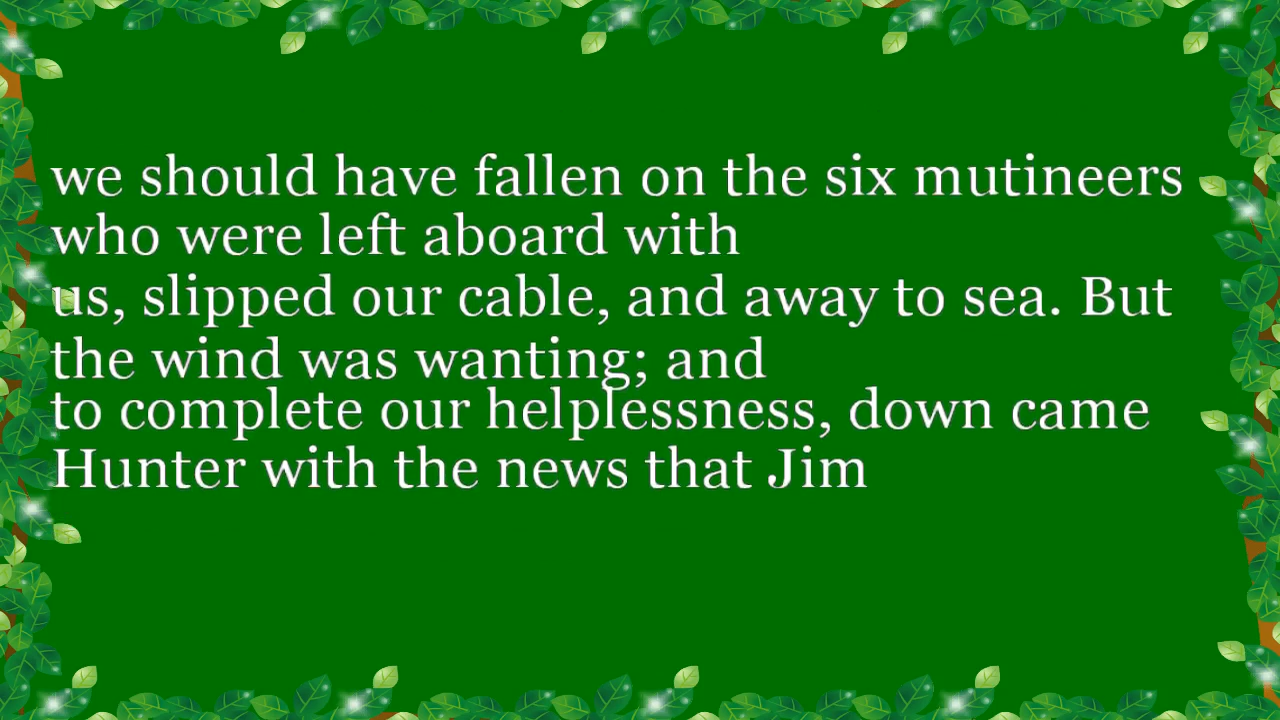 we should have fallen on the six mutineers
who were left aboard with
us, slipped our cable, and away to sea. But
the wind was wanting; and
to complete our helplessness, down came
Hunter with the news that Jim